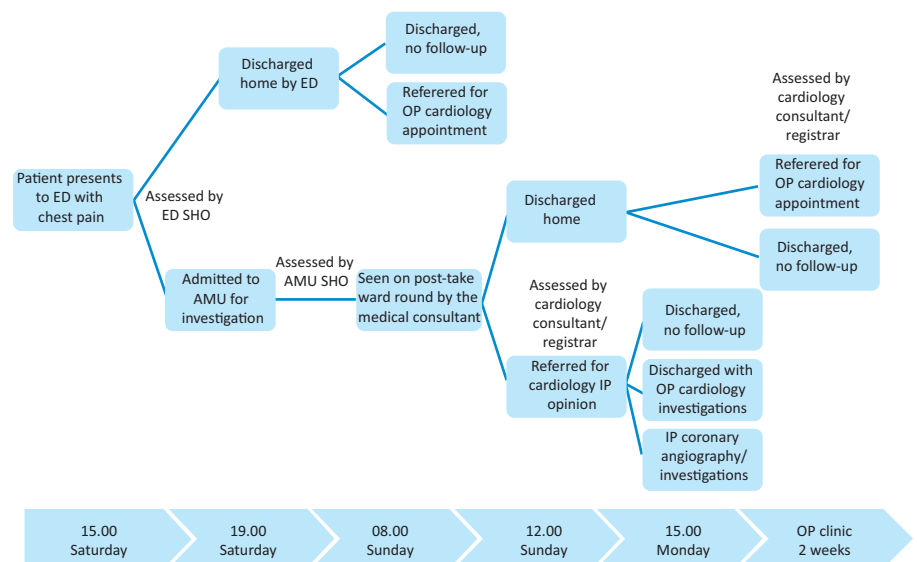 Patient presents
to ED with
chest pain
Assessed by
ED SHO
Discharged
home by ED
Discharged,
no follow-up
Referered for
OP cardiology
appointment
Admitted to
AMU for
investigation
Assessed by
AMU SHO
Seen on post-take
ward round by the
medical consultant
Discharged
home
Assessed by
cardiology
consultant/
registrar
Referered for
OP cardiology
appointment
Discharged,
no follow-up
Assessed by
cardiology
consultant/
registrar
Referred for
cardiology IP
opinion
Discharged,
no follow-up
Discharged with
OP cardiology
investigations
IP coronary
angiography/
investigations
15.00
Saturday
19.00
Saturday
08.00
Sunday
12.00
Sunday
15.00
Monday
OP clinic
2 weeks